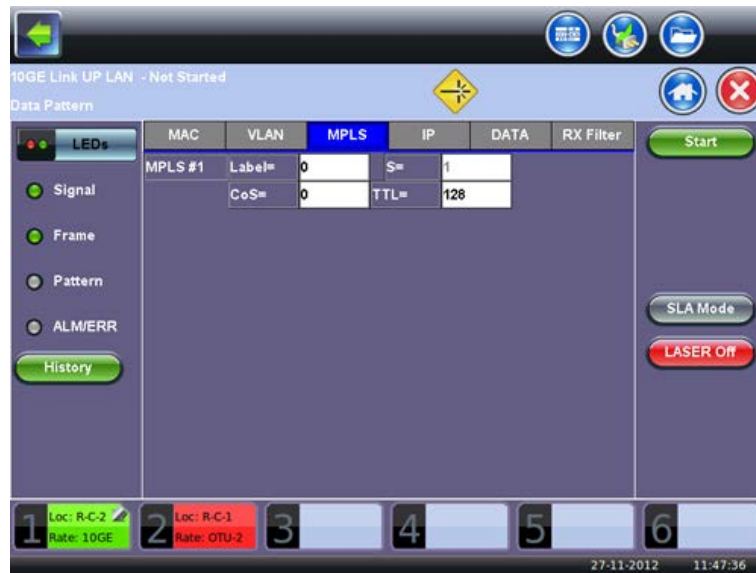 10GE Link UP LAN - Not Started
Data Pattern
LEDs
MAC VLAN MPLS IP DATA RX Filter
Start
MPLS #1 Label= 0 S= 1
CoS= 0 TTL= 128
Signal
Frame
Pattern
ALM/ERR
History
SLA Mode
LASER Off
1 Loc: R-C-2 Rate: 10GE
2 Loc: R-C-1 Rate: OTU-2
3
4
5
6
27-11-2012 11:47:36